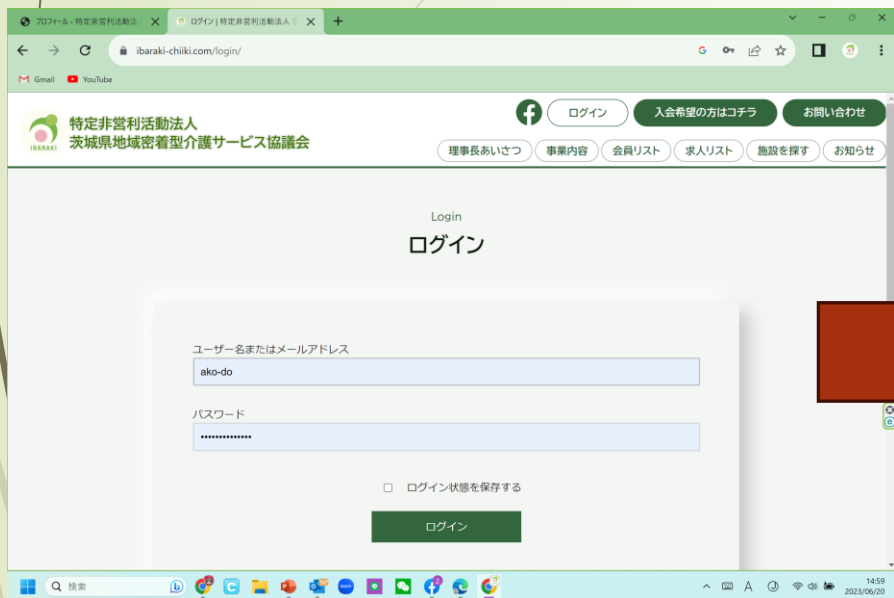 プロフィール - 特定非営利活動法
ログイン | 特定非営利活動法人
ibaraki-chiiki.com/login/
Gmail
YouTube
IBARAKI
特定非営利活動法人
茨城県地域密着型介護サービス協議会
ログイン
入会希望の方はコチラ
お問い合わせ
理事長あいさつ
事業内容
会員リスト
求人リスト
施設を探す
お知らせ
Login
ログイン
ユーザー名またはメールアドレス
ako-do
パスワード
••••••••••••••
ログイン状態を保存する
ログイン
検索
A
14:59
2023/06/20